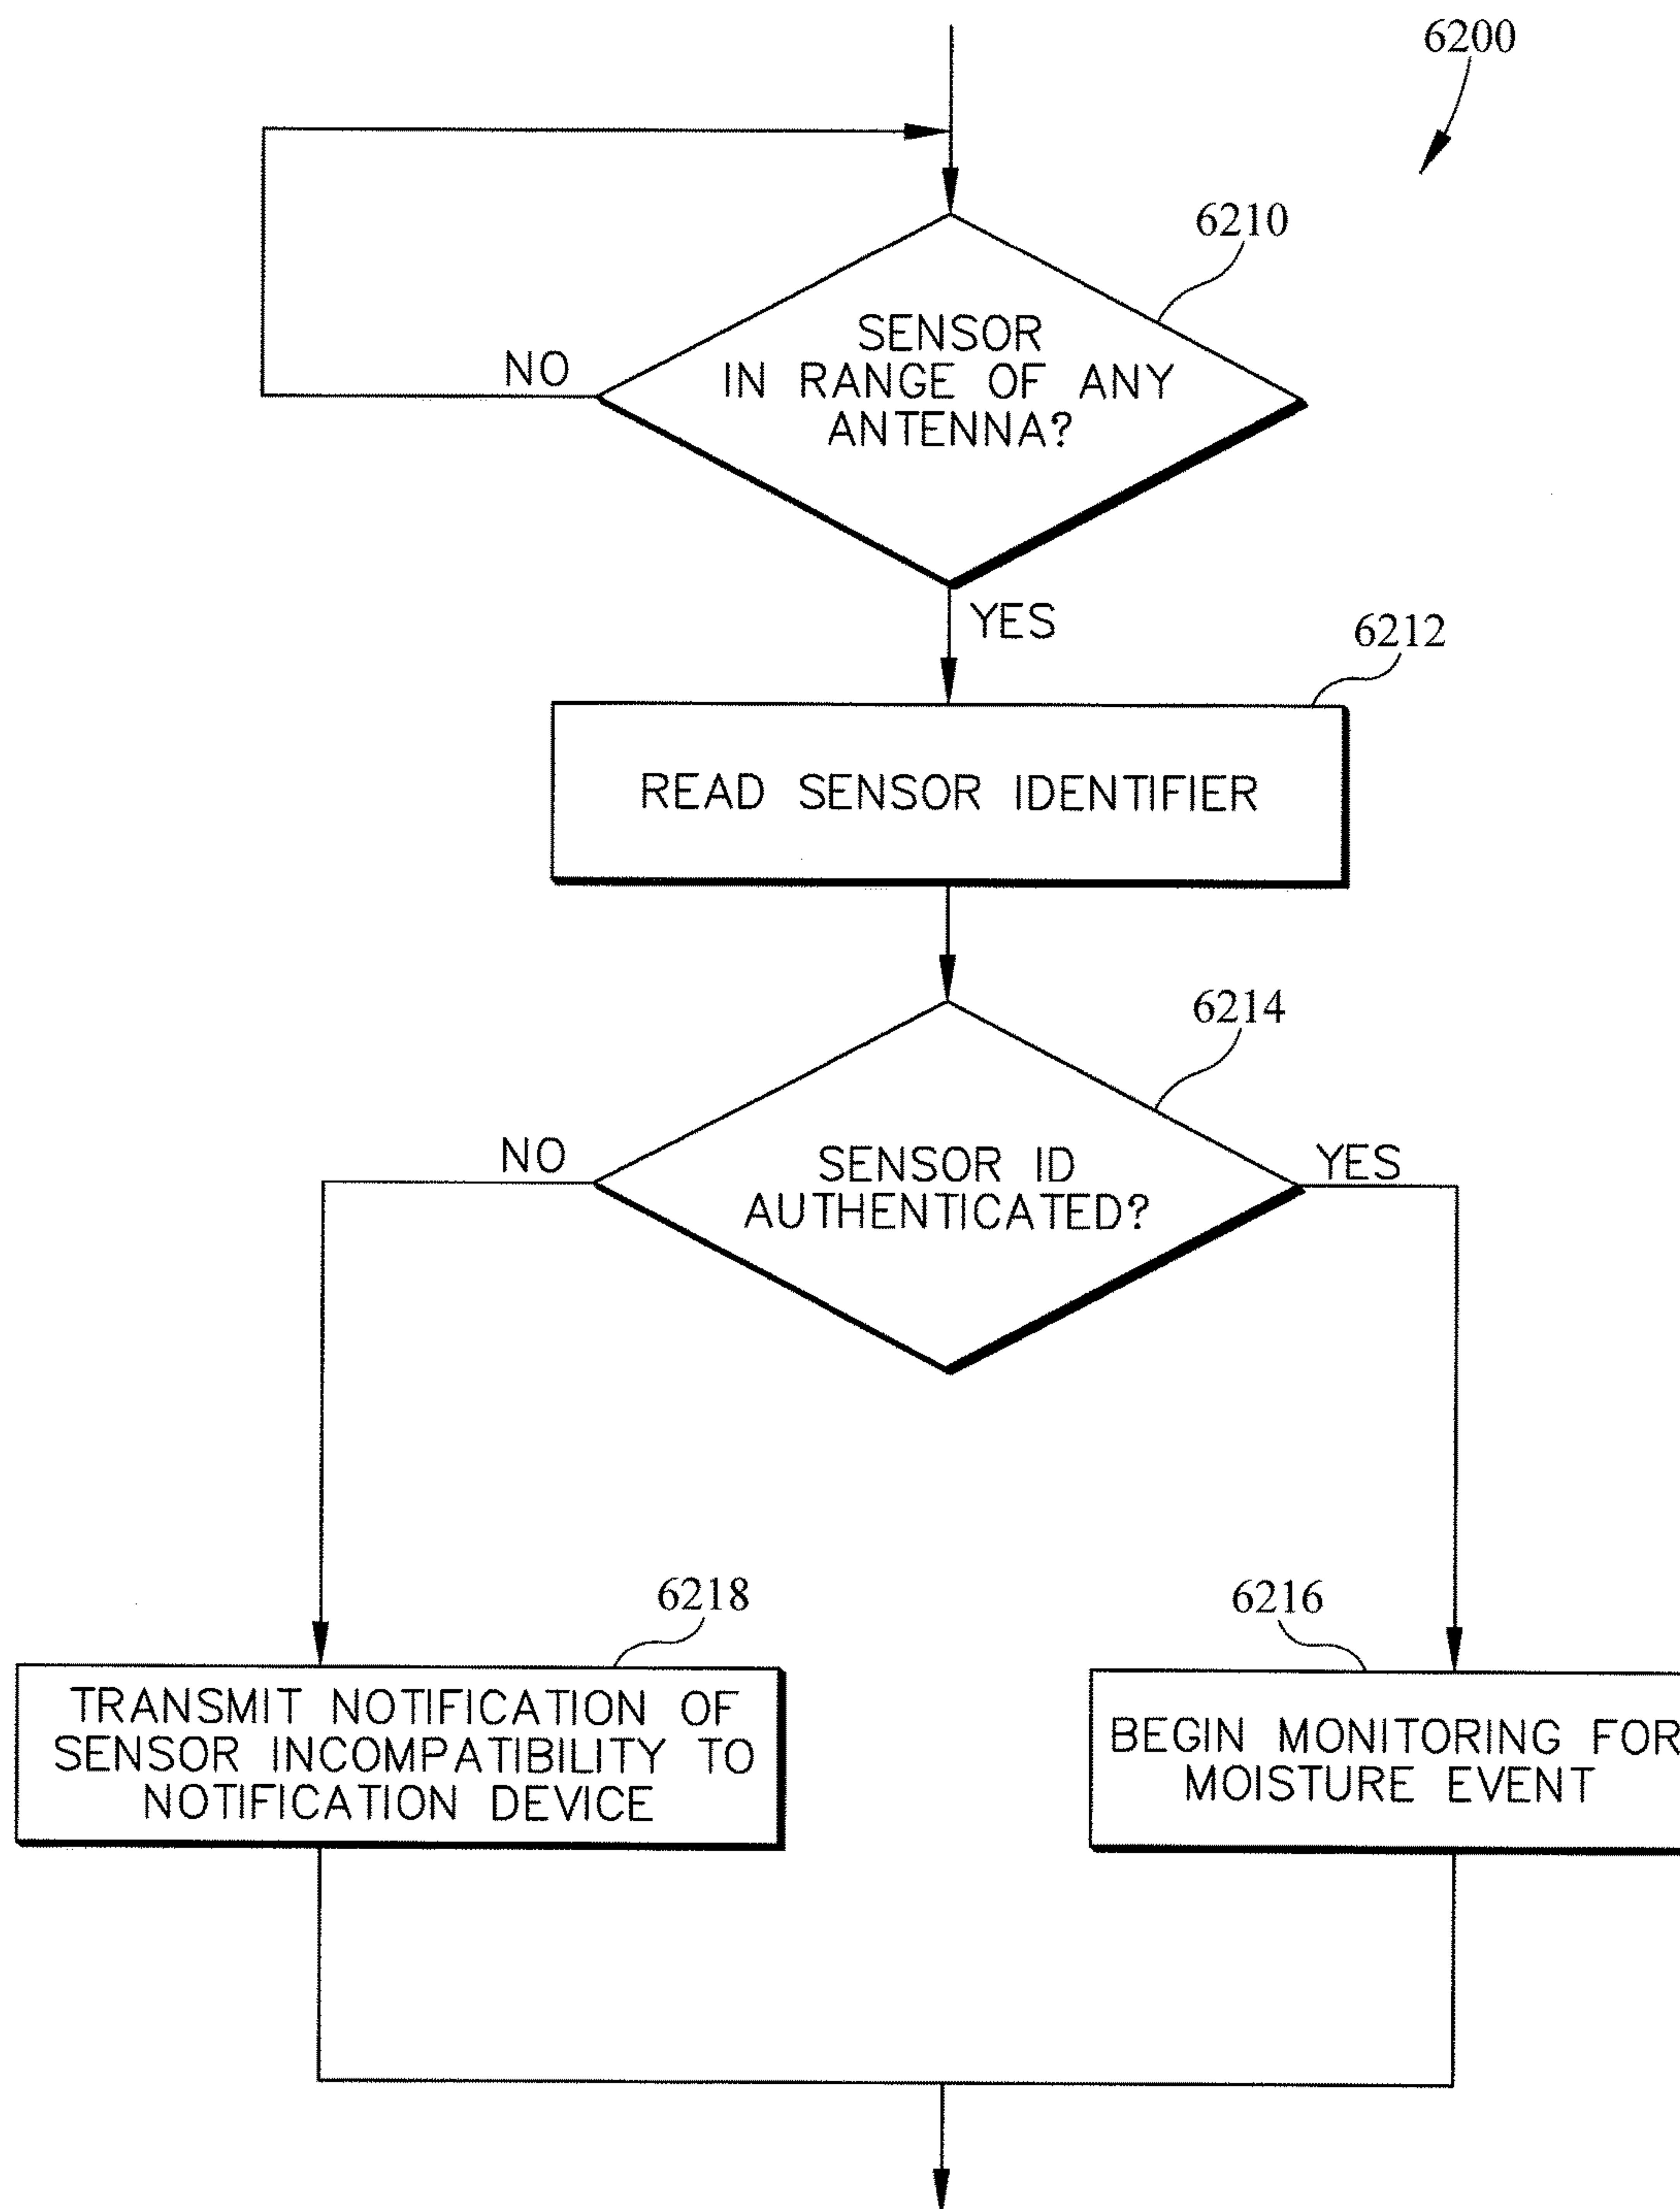 6200
6210
SENSOR
IN RANGE OF ANY
ANTENNA?
NO
YES
6212
READ SENSOR IDENTIFIER
6214
SENSOR ID
AUTHENTICATED?
NO
YES
6218
TRANSMIT NOTIFICATION OF
SENSOR INCOMPATIBILITY TO
NOTIFICATION DEVICE
6216
BEGIN MONITORING FOR
MOISTURE EVENT